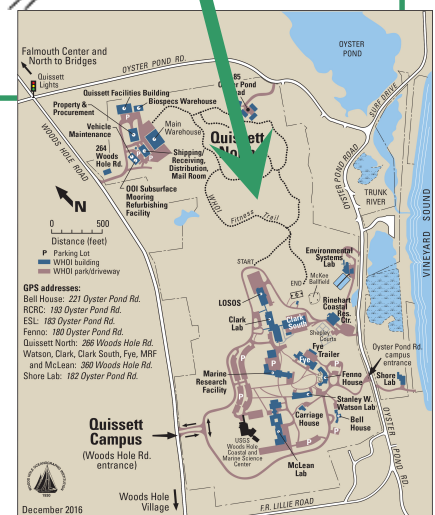 Falmouth Center and
North to Bridges
Quissett
Lights
OYSTER POND RD.
OYSTER
POND
SURF DRIVE
Quissett Facilities Building
Biospecs Warehouse
Property &
Procurement
Main
Warehouse
Vehicle
Maintenance
264
Woods
Hole Rd.
WOODS HOLE ROAD
Shipping/
Receiving,
Distribution,
Mail Room
OOI Subsurface
Mooring
Refurbishing
Facility
Quissett
WHOI Fitness Trail
OYSTER POND ROAD
TRUNK
RIVER
VINEYARD SOUND
N
0 500
Distance (feet)
P Parking Lot
WHOI building
WHOI park/driveway
GPS addresses:
Bell House: 221 Oyster Pond Rd.
RCRC: 193 Oyster Pond Rd.
ESL: 183 Oyster Pond Rd.
Fenno: 180 Oyster Pond Rd.
Quissett North: 266 Woods Hole Rd.
Watson, Clark, Clark South, Fye, MRF
and McLean: 360 Woods Hole Rd.
Shore Lab: 182 Oyster Pond Rd.
START
END
Environmental
Systems
Lab
McKee
Ballfield
LOSOS
Clark
Lab
Clark
South
Rinehart
Coastal
Res.
Ctr.
Courts
Fye
Trailer
Fye
Oyster Pond Rd.
campus
entrance
Marine
Research
Facility
Fenno
House
Shore
Lab
Stanley W.
Watson Lab
Carriage
House
Bell
House
P
P
P
P
P
USGS
Woods Hole
Coastal and
Marine Science
Center
McLean
Lab
Quissett
Campus
(Woods Hole Rd.
entrance)
OYSTER POND RD.
F.R. LILLIE ROAD
Woods Hole
Village
WOODS HOLE OCEANOGRAPHIC INSTITUTION
1930
December 2016